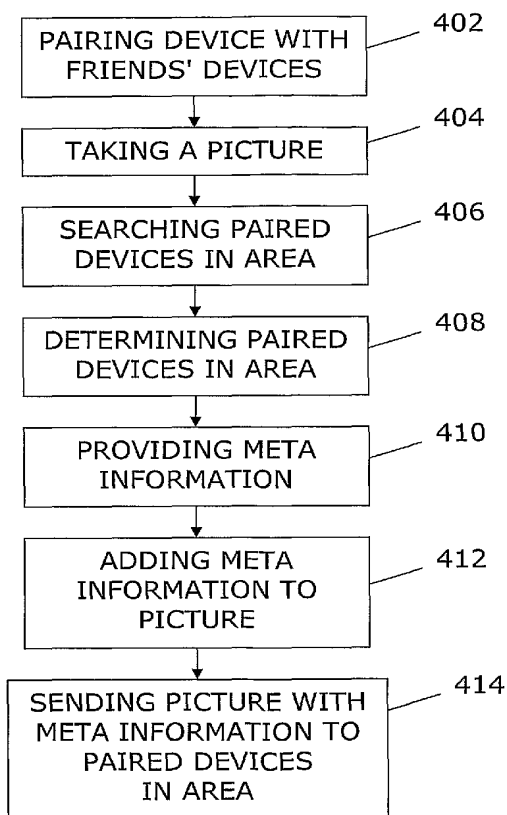 PAIRING DEVICE WITH
FRIENDS' DEVICES
402
TAKING A PICTURE
404
SEARCHING PAIRED
DEVICES IN AREA
406
DETERMINING PAIRED
DEVICES IN AREA
408
PROVIDING META
INFORMATION
410
ADDING META
INFORMATION TO
PICTURE
412
SENDING PICTURE WITH
META INFORMATION TO
PAIRED DEVICES
IN AREA
414